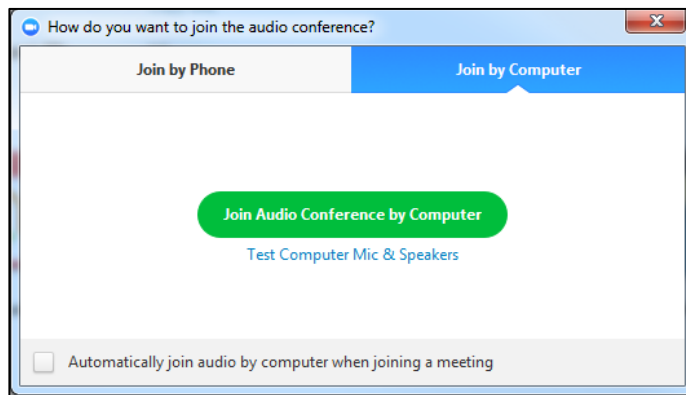 How do you want to join the audio conference?
Join by Phone
Join by Computer
Join Audio Conference by Computer
Test Computer Mic & Speakers
Automatically join audio by computer when joining a meeting